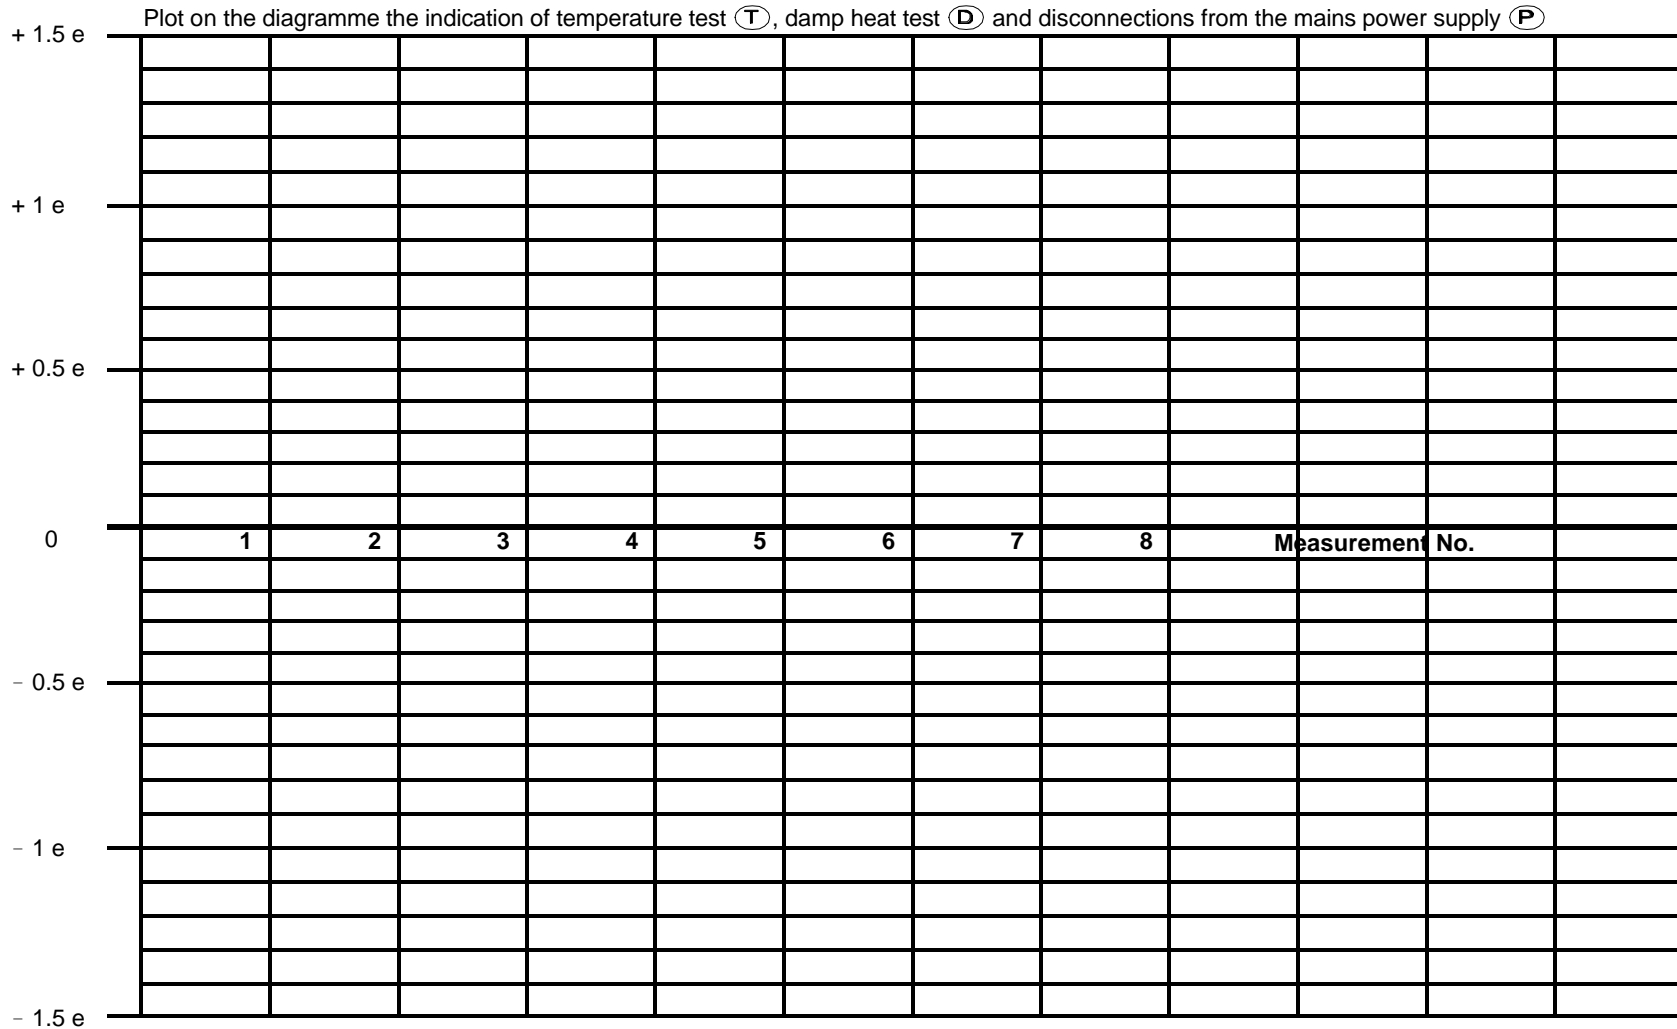 Plot on the diagramme the indication of temperature test Ⓣ, damp heat test Ⓓ and disconnections from the mains power supply Ⓟ
+ 1.5 e
+ 1 e
+ 0.5 e
0
1 2 3 4 5 6 7 8 Measurement No.
− 0.5 e
− 1 e
− 1.5 e